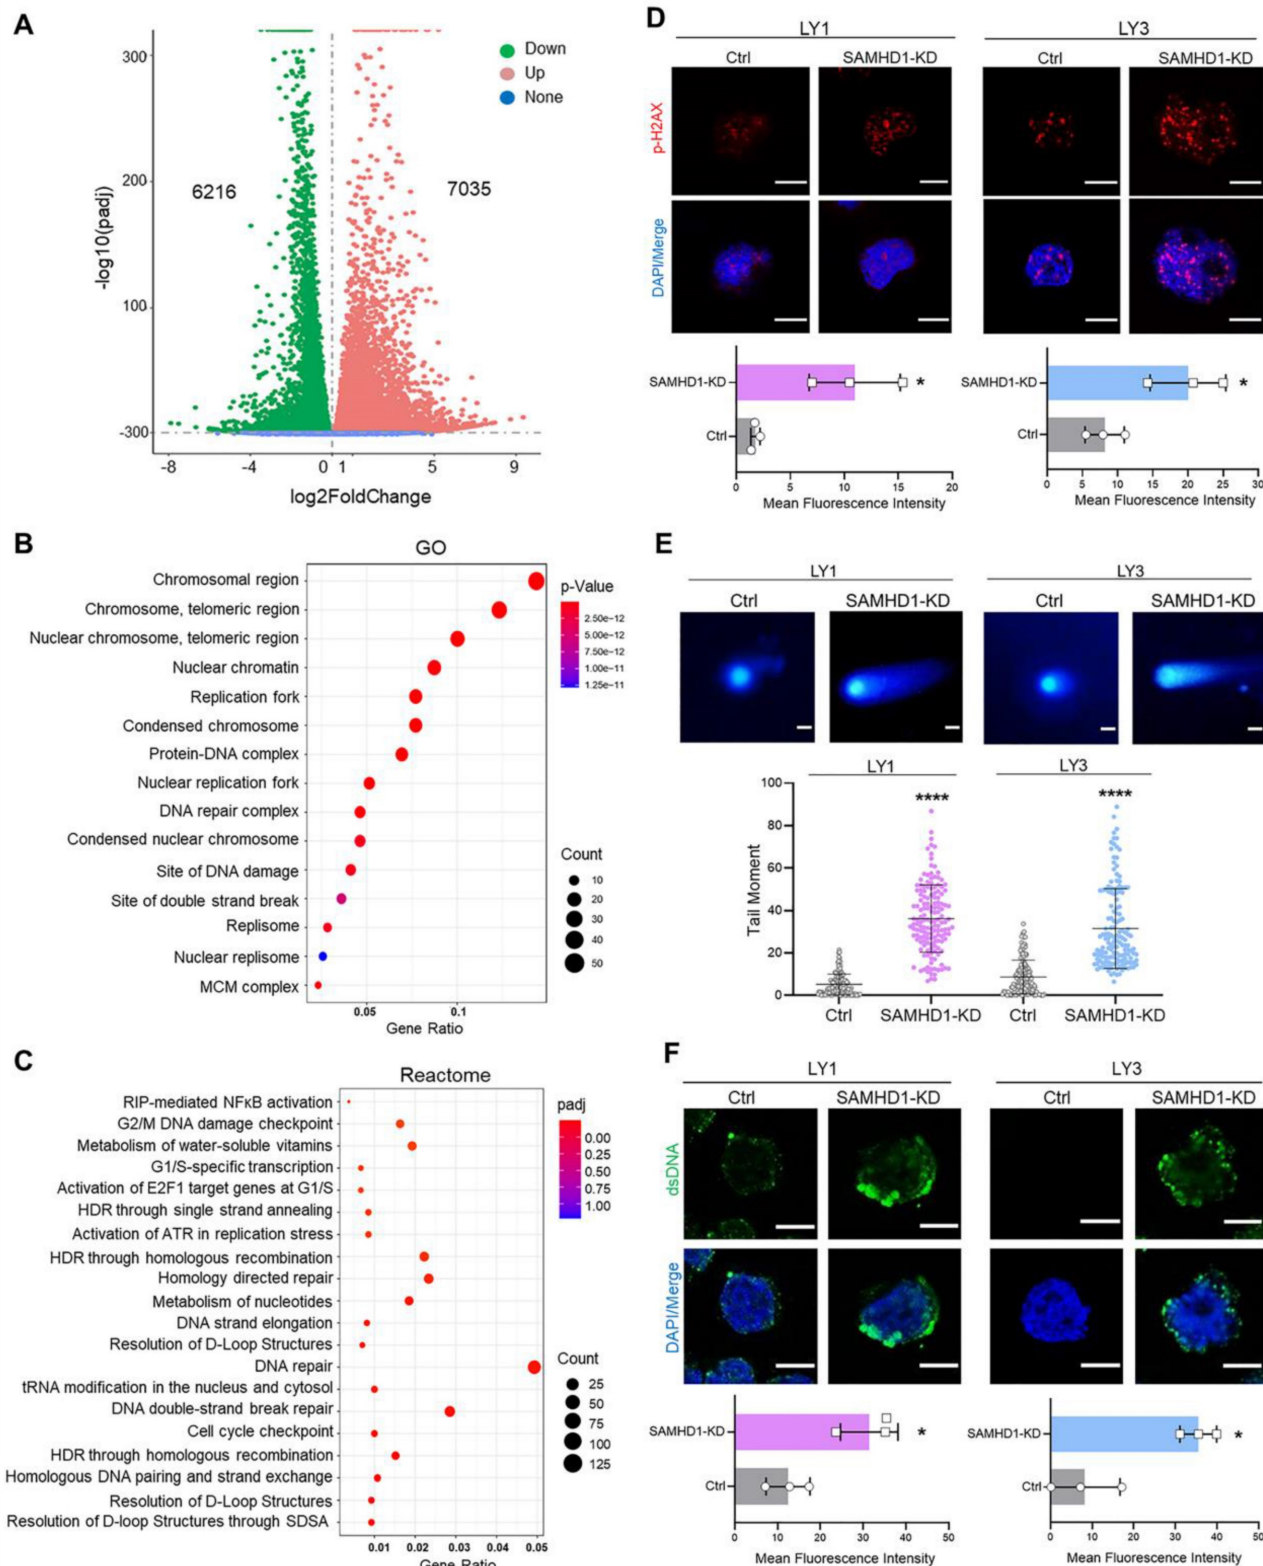 A
300
200
100
-300
-log10(padj)
6216
7035
Down
Up
None
-8
-4
0
1
5
9
log2FoldChange
B
GO
Chromosomal region
Chromosome, telomeric region
Nuclear chromosome, telomeric region
Nuclear chromatin
Replication fork
Condensed chromosome
Protein-DNA complex
Nuclear replication fork
DNA repair complex
Condensed nuclear chromosome
Site of DNA damage
Site of double strand break
Replisome
Nuclear replisome
MCM complex
0.05
0.1
Gene Ratio
p-Value
2.50e-12
5.00e-12
7.50e-12
1.00e-11
1.25e-11
Count
10
20
30
40
50
C
Reactome
RIP-mediated NFκB activation
G2/M DNA damage checkpoint
Metabolism of water-soluble vitamins
G1/S-specific transcription
Activation of E2F1 target genes at G1/S
HDR through single strand annealing
Activation of ATR in replication stress
HDR through homologous recombination
Homology directed repair
Metabolism of nucleotides
DNA strand elongation
Resolution of D-Loop Structures
DNA repair
tRNA modification in the nucleus and cytosol
DNA double-strand break repair
Cell cycle checkpoint
HDR through homologous recombination
Homologous DNA pairing and strand exchange
Resolution of D-Loop Structures
Resolution of D-loop Structures through SDSA
0.01
0.02
0.03
0.04
0.05
Gene Ratio
padj
0.00
0.25
0.50
0.75
1.00
Count
25
50
75
100
125
D
LY1
LY3
Ctrl
SAMHD1-KD
Ctrl
SAMHD1-KD
p-H2AX
DAPI/Merge
SAMHD1-KD
*
Ctrl
0
5
10
15
20
Mean Fluorescence Intensity
SAMHD1-KD
*
Ctrl
0
5
10
15
20
25
30
Mean Fluorescence Intensity
E
LY1
LY3
Ctrl
SAMHD1-KD
Ctrl
SAMHD1-KD
LY1
LY3
****
****
100
80
60
40
20
0
Tail Moment
Ctrl
SAMHD1-KD
Ctrl
SAMHD1-KD
F
LY1
LY3
Ctrl
SAMHD1-KD
Ctrl
SAMHD1-KD
dsDNA
DAPI/Merge
SAMHD1-KD
*
Ctrl
0
10
20
30
40
50
Mean Fluorescence Intensity
SAMHD1-KD
*
Ctrl
0
10
20
30
40
50
Mean Fluorescence Intensity